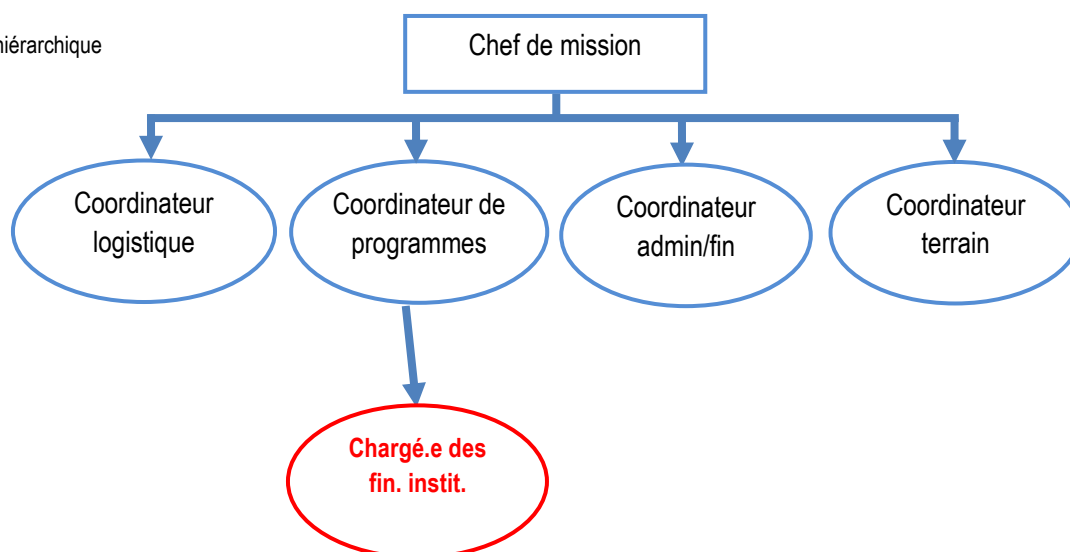 hiérarchique
Chef de mission
Coordinateur
logistique
Coordinateur de
programmes
Coordinateur
admin/fin
Coordinateur
terrain
Chargé.e des
fin. instit.